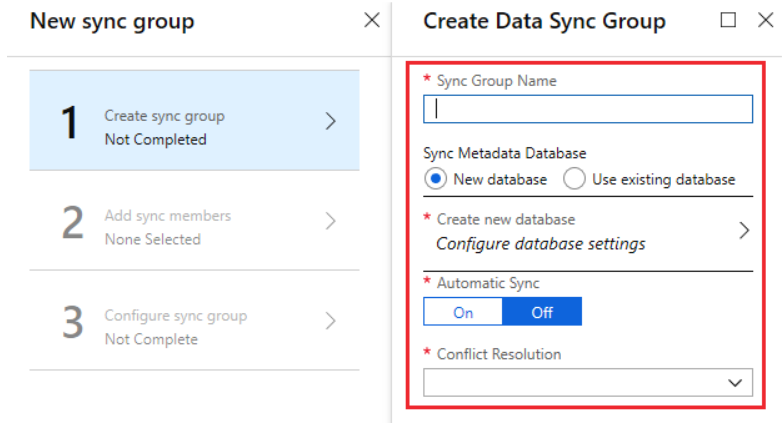 New sync group
1
Create sync group
Not Completed
2
Add sync members
None Selected
3
Configure sync group
Not Complete
Create Data Sync Group
* Sync Group Name
Sync Metadata Database
New database Use existing database
* Create new database
Configure database settings
* Automatic Sync
On Off
* Conflict Resolution